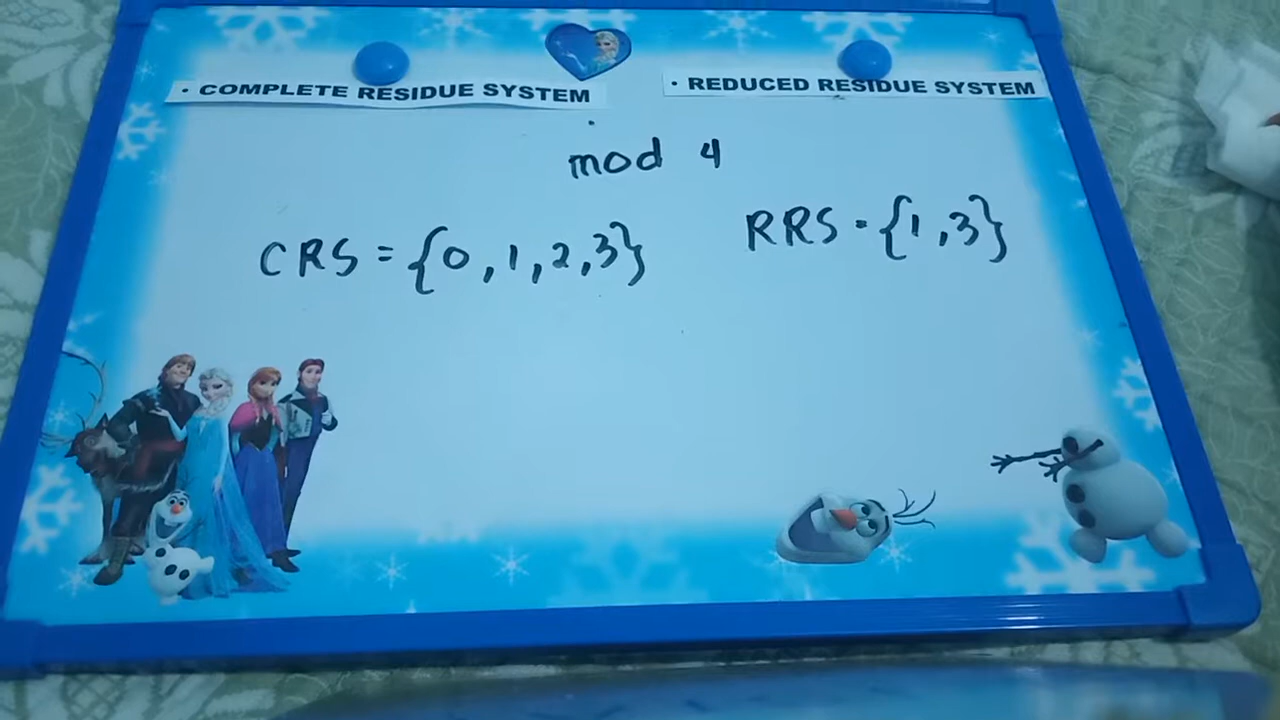 · COMPLETE RESIDUE SYSTEM
· REDUCED RESIDUE SYSTEM
mod 4
CRS = {0, 1, 2, 3}
RRS = {1, 3}